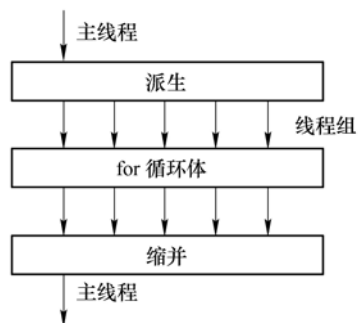 主线程
派生
线程组
for 循环体
缩并
主线程